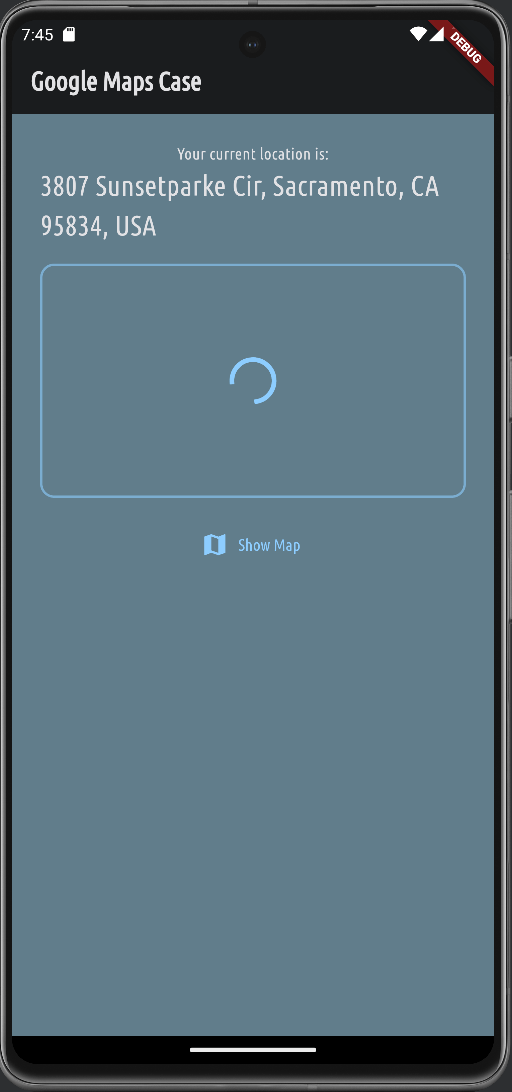 7:45
DEBUG
Google Maps Case
Your current location is:
3807 Sunsetparke Cir, Sacramento, CA
95834, USA
Show Map